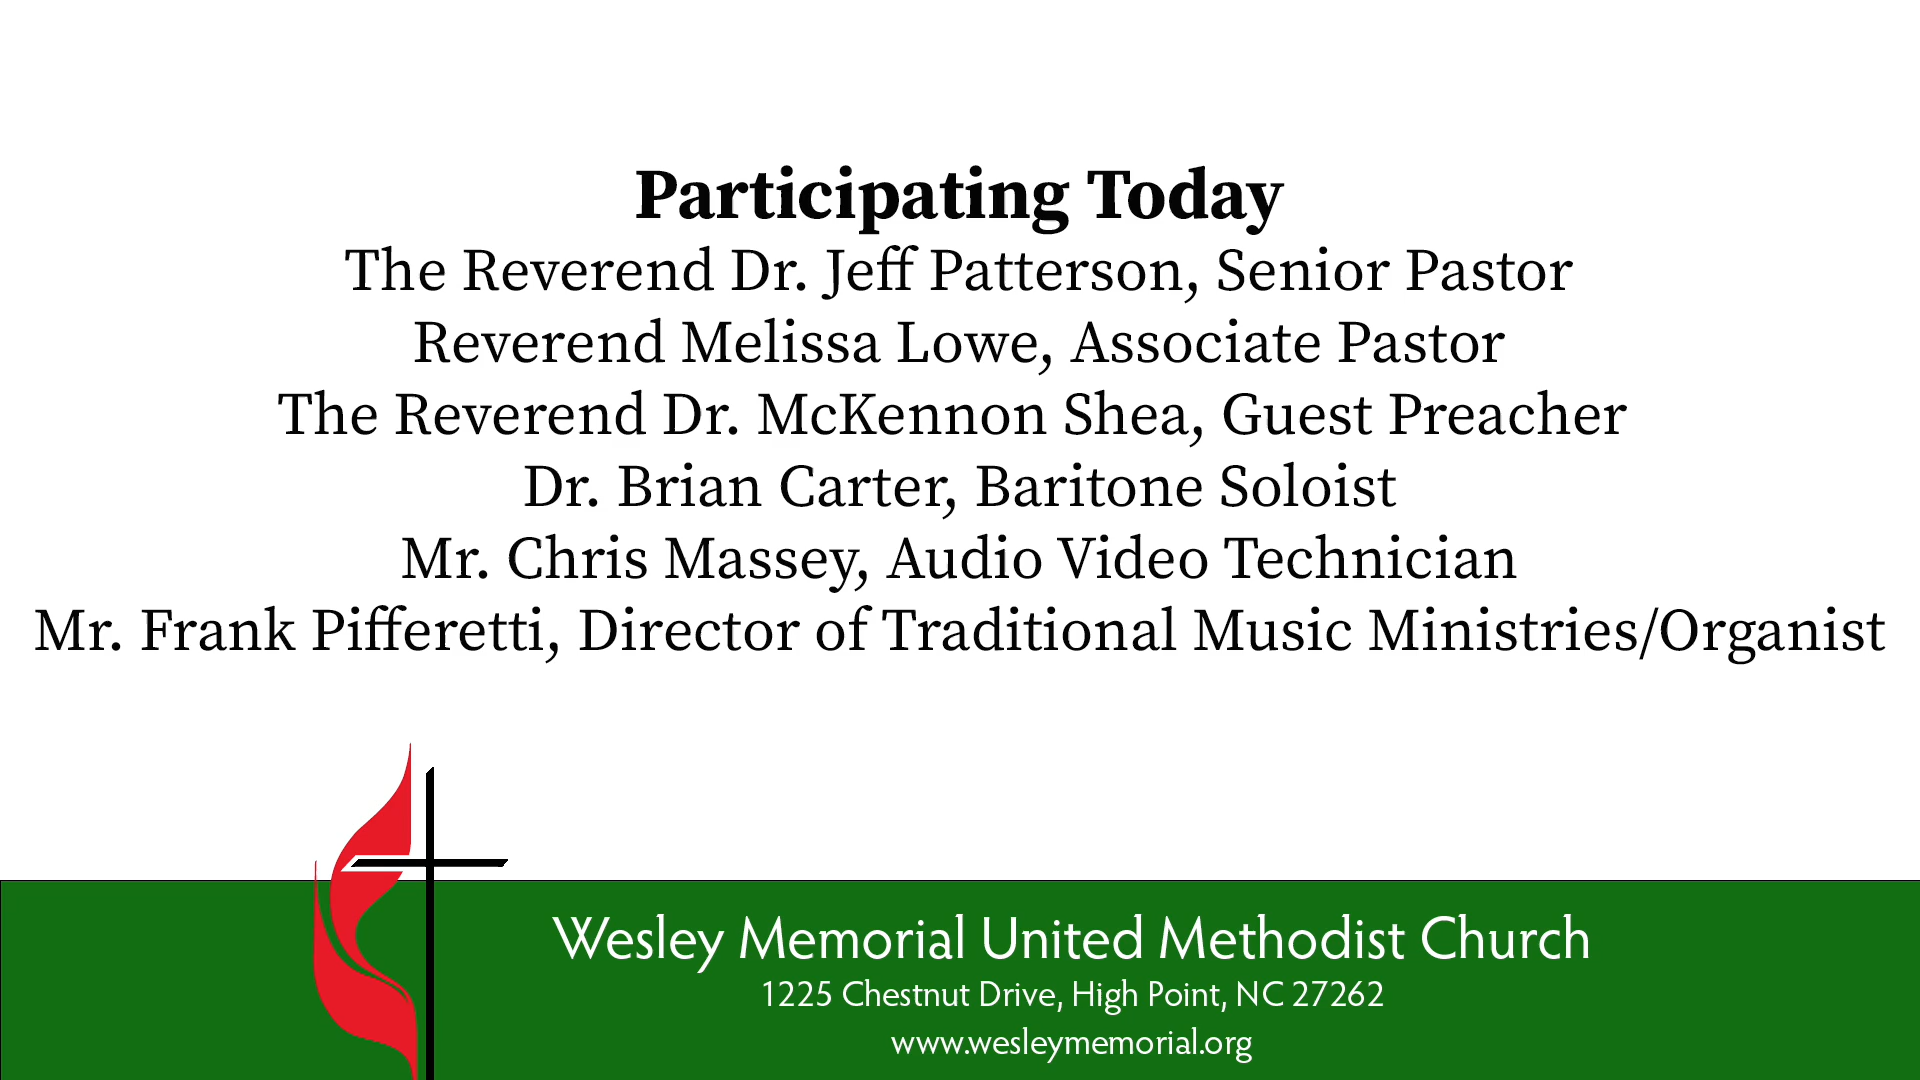 Participating Today
The Reverend Dr. Jeff Patterson, Senior Pastor
Reverend Melissa Lowe, Associate Pastor
The Reverend Dr. McKennon Shea, Guest Preacher
Dr. Brian Carter, Baritone Soloist
Mr. Chris Massey, Audio Video Technician
Mr. Frank Pifferetti, Director of Traditional Music Ministries/Organist
Wesley Memorial United Methodist Church
1225 Chestnut Drive, High Point, NC 27262
www.wesleymemorial.org